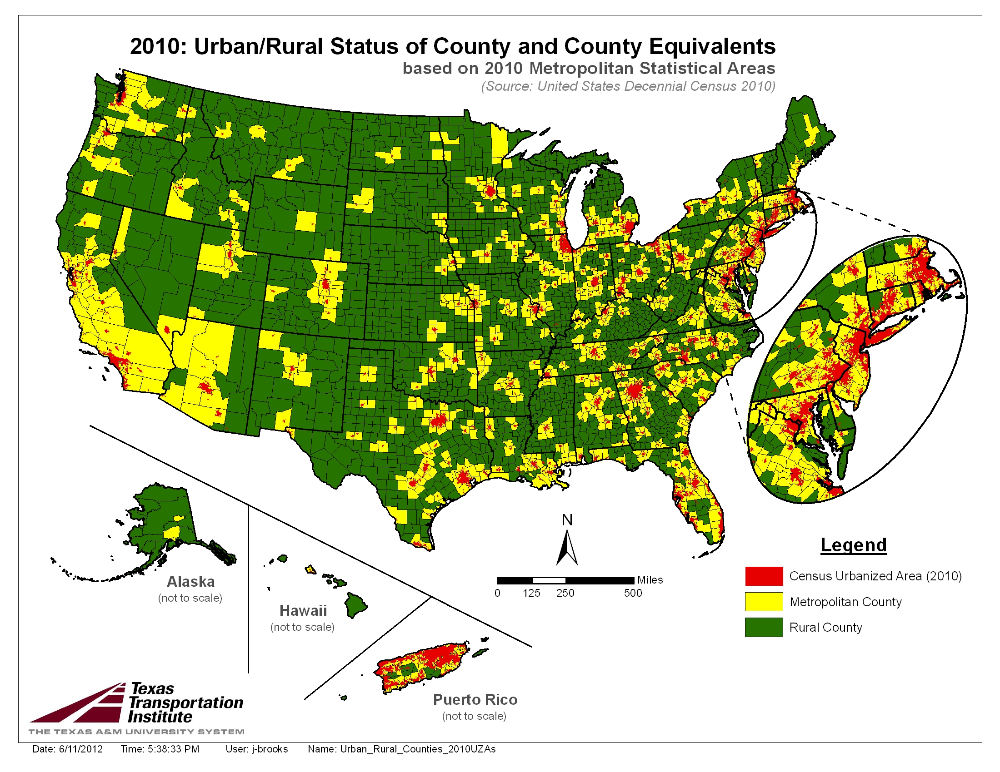 2010: Urban/Rural Status of County and County Equivalents
based on 2010 Metropolitan Statistical Areas
(Source: United States Decennial Census 2010)
N
Miles
0 125 250 500
Legend
Census Urbanized Area (2010)
Metropolitan County
Rural County
Alaska
(not to scale)
Hawaii
(not to scale)
Puerto Rico
(not to scale)
Texas
Transportation
Institute
THE TEXAS A&M UNIVERSITY SYSTEM
Date: 6/11/2012 Time: 5:38:33 PM User: j-brooks Name: Urban_Rural_Counties_2010UZAs